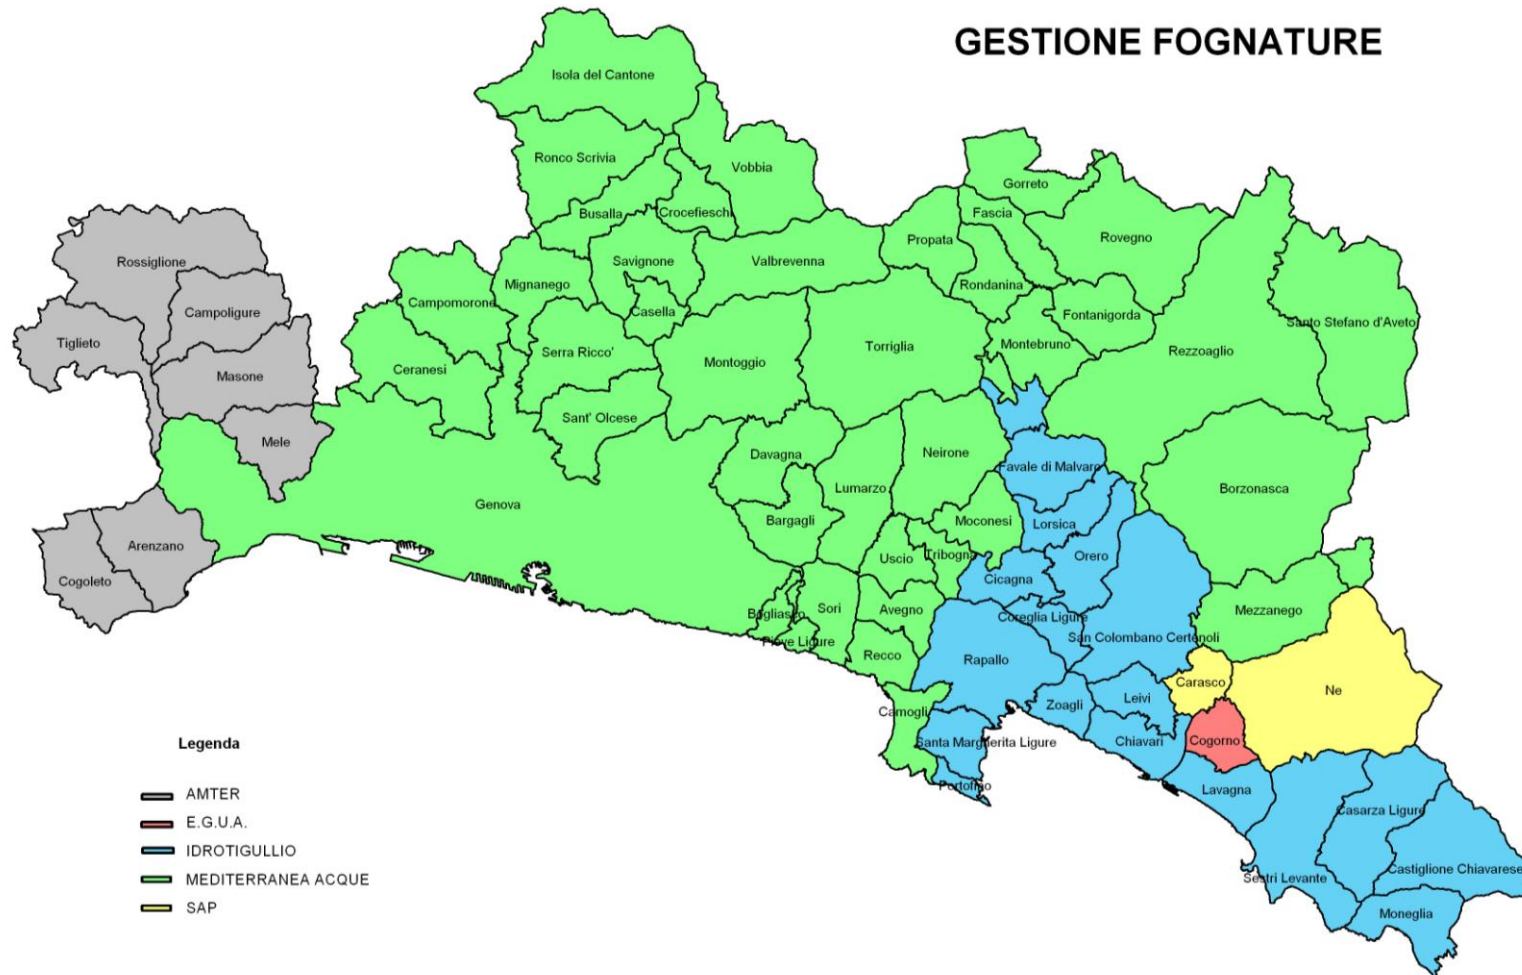 GESTIONE FOGNATURE
Isola del Cantone
Ronco Scrivia
Vobbia
Gorreto
Busalla
Crocefieschi
Fascia
Rossiglione
Savignone
Valbrevenna
Propata
Rovegno
Mignanego
Rondanina
Campomorone
Casella
Fontanigorda
Campoligure
Santo Stefano d'Aveto
Tiglieto
Serra Ricco'
Torriglia
Montebruno
Rezzoaglio
Masone
Ceranesi
Montoggio
Sant' Olcese
Mele
Davagna
Neirone
Favale di Malvaro
Lumarzo
Borzonasca
Genova
Bargagli
Moconesi
Lorsica
Arenzano
Uscio
Tribogna
Orero
Cogoleto
Cicagna
Bogliasco
Sori
Avegno
Mezzanego
Coreglia Ligure
Pieve Ligure
San Colombano Certenoli
Recco
Rapallo
Carasco
Ne
Leivi
Zoagli
Camogli
Santa Margherita Ligure
Chiavari
Cogorno
Portofino
Lavagna
Casarza Ligure
Sestri Levante
Castiglione Chiavarese
Moneglia
Legenda
AMTER
E.G.U.A.
IDROTIGULLIO
MEDITERRANEA ACQUE
SAP